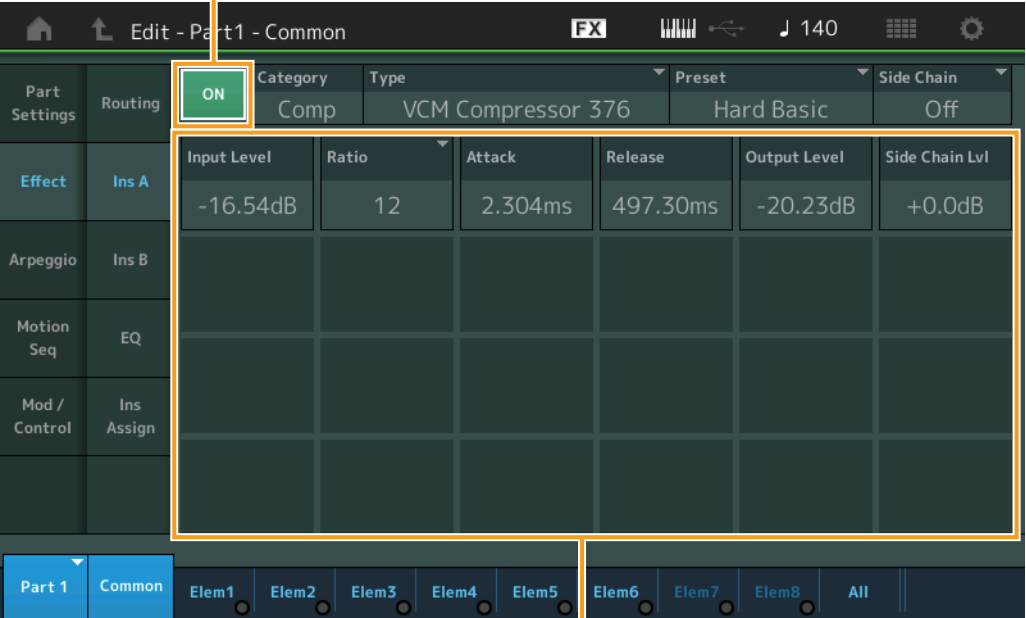 Edit - Part1 - Common FX 140
Part Settings
Routing
ON
Category
Comp
Type
VCM Compressor 376
Preset
Hard Basic
Side Chain
Off
Effect
Ins A
Input Level
-16.54dB
Ratio
12
Attack
2.304ms
Release
497.30ms
Output Level
-20.23dB
Side Chain Lvl
+0.0dB
Arpeggio
Ins B
Motion
Seq
EQ
Mod /
Control
Ins
Assign
Part 1 Common Elem1 Elem2 Elem3 Elem4 Elem5 Elem6 Elem7 Elem8 All